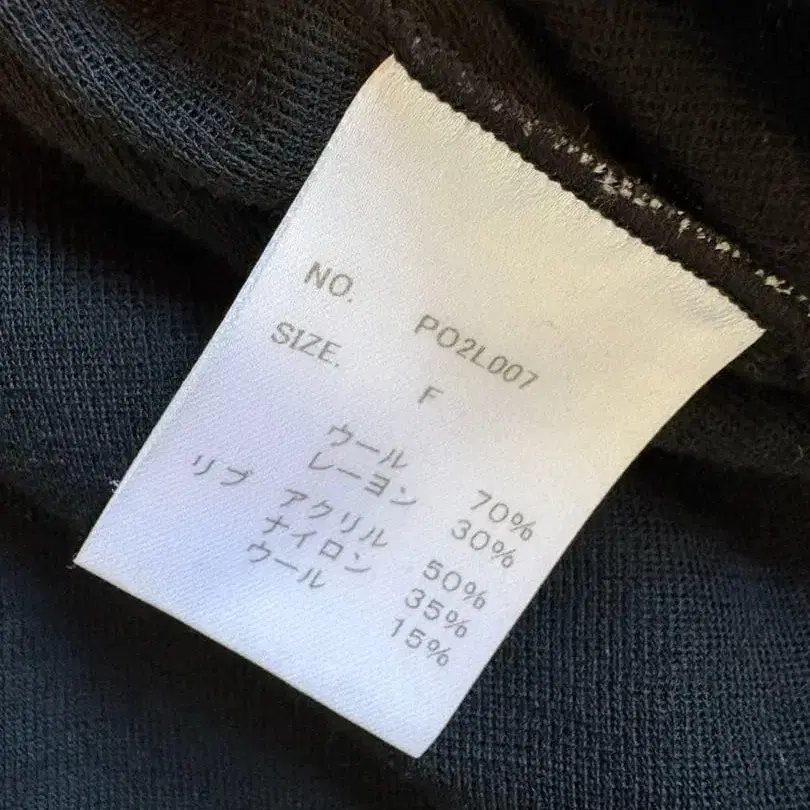 NO. PO2L007
SIZE. F
ウール 70%
レーヨン 30%
リブ アクリル 50%
ナイロン 35%
ウール 15%